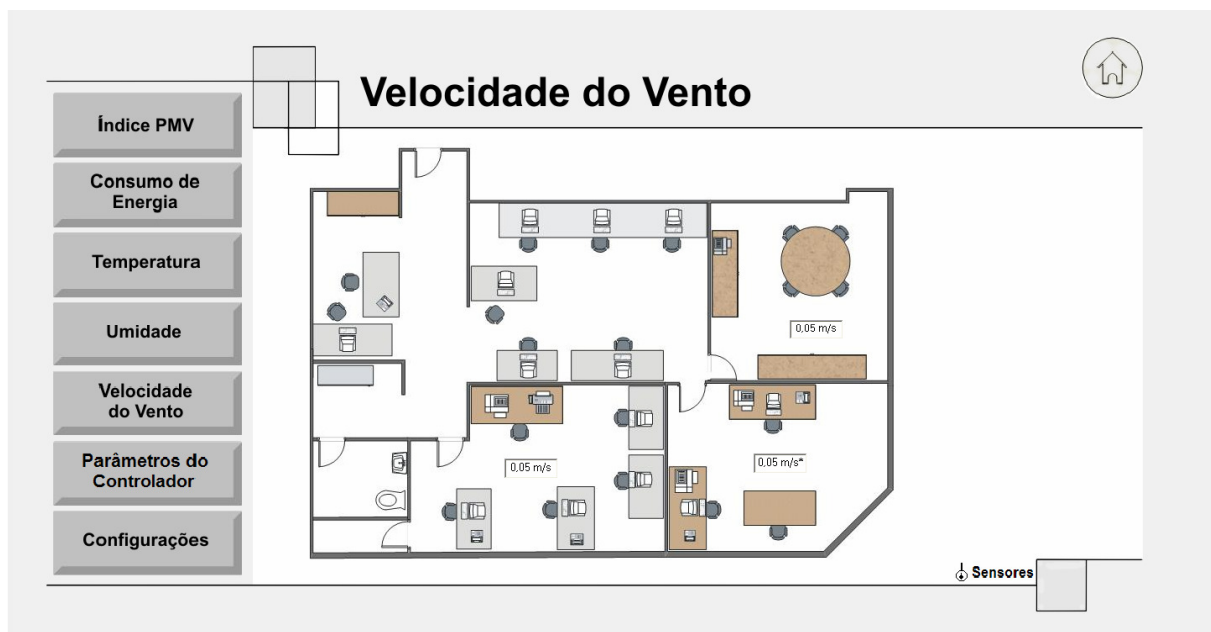 Velocidade do Vento
Índice PMV
Consumo de
Energia
Temperatura
Umidade
Velocidade
do Vento
Parâmetros do
Controlador
Configurações
0,05 m/s
0,05 m/s
0,05 m/s*
Sensores